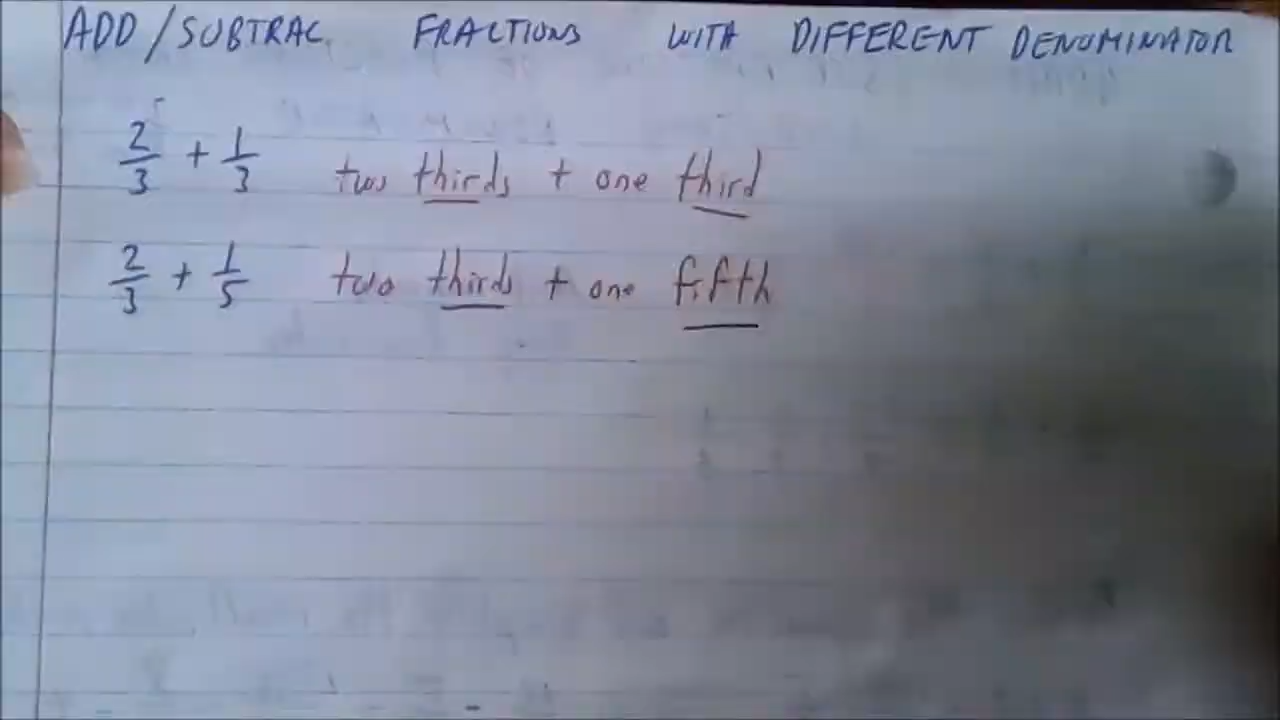 ADD / SUBTRAC FRACTIONS WITH DIFFERENT DENOMINATOR
2/3 + 1/3 two thirds + one third
2/3 + 1/5 two thirds + one fifth